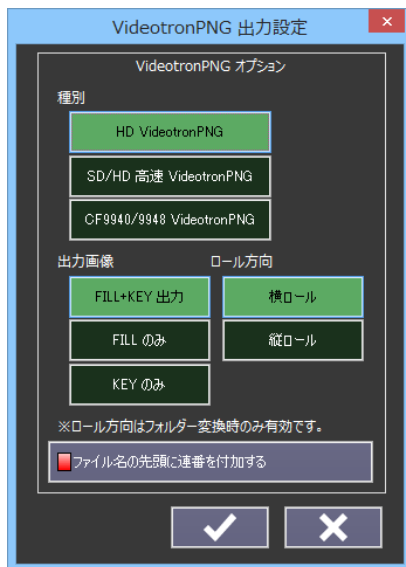 VideotronPNG 出力設定
VideotronPNG オプション
種別
HD VideotronPNG
SD/HD 高速 VideotronPNG
CF9940/9948 VideotronPNG
出力画像 ロール方向
FILL+KEY 出力 横ロール
FILL のみ 縦ロール
KEY のみ
※ロール方向はフォルダー変換時のみ有効です。
ファイル名の先頭に連番を付加する